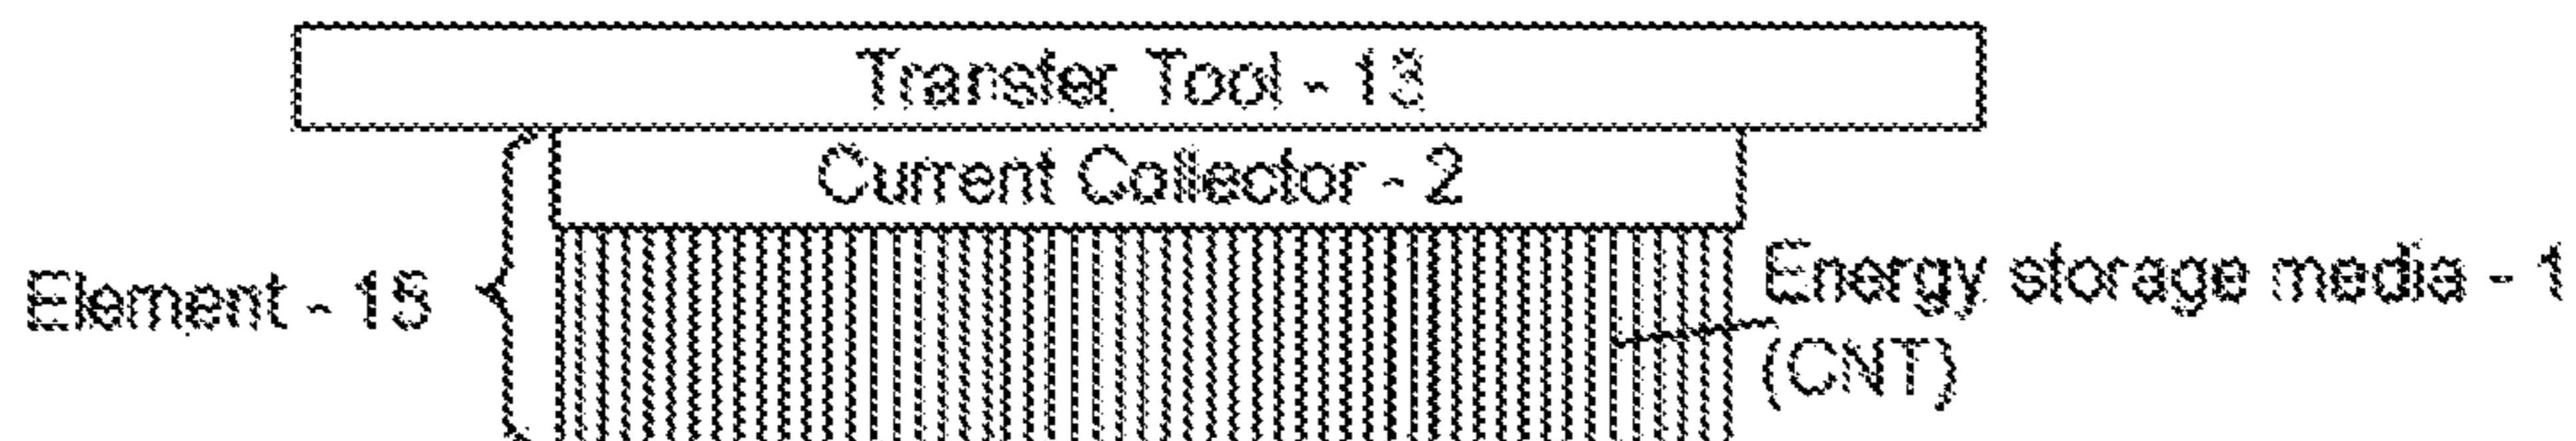 Transfer Tool - 13
Current Collector - 2
Element - 15
Energy storage media - 1
(CNT)